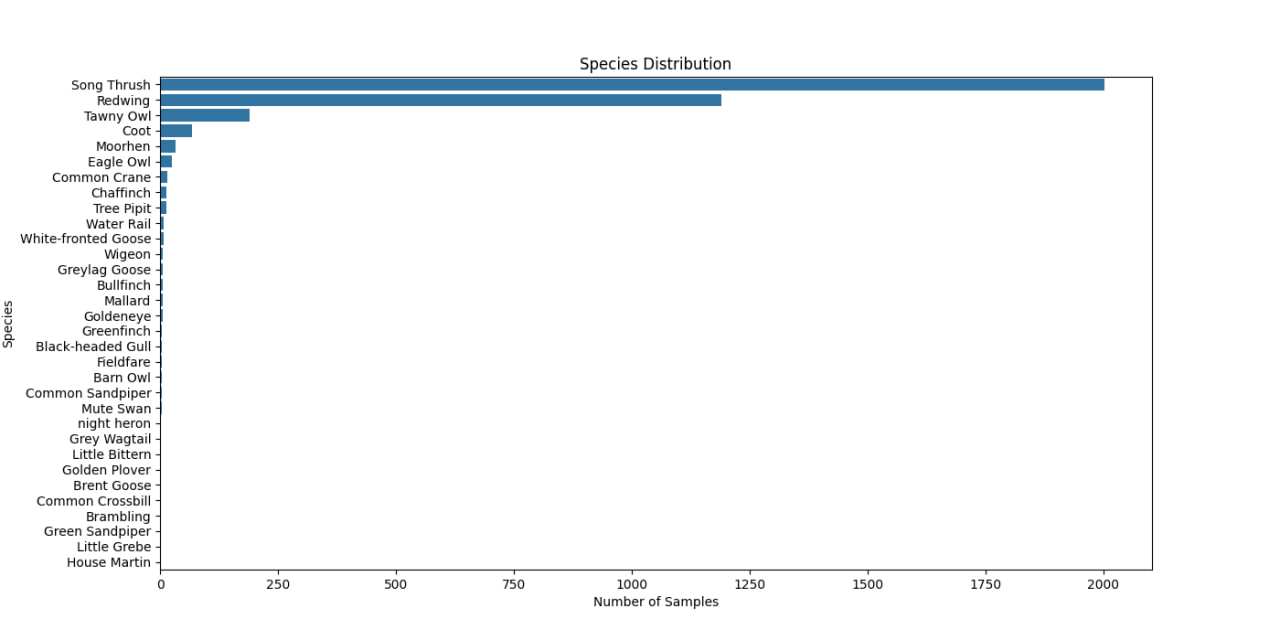 Species Distribution
Song Thrush
Redwing
Tawny Owl
Coot
Moorhen
Eagle Owl
Common Crane
Chaffinch
Tree Pipit
Water Rail
White-fronted Goose
Wigeon
Greylag Goose
Bullfinch
Mallard
Goldeneye
Greenfinch
Black-headed Gull
Fieldfare
Barn Owl
Common Sandpiper
Mute Swan
night heron
Grey Wagtail
Little Bittern
Golden Plover
Brent Goose
Common Crossbill
Brambling
Green Sandpiper
Little Grebe
House Martin
Species
0 250 500 750 1000 1250 1500 1750 2000
Number of Samples